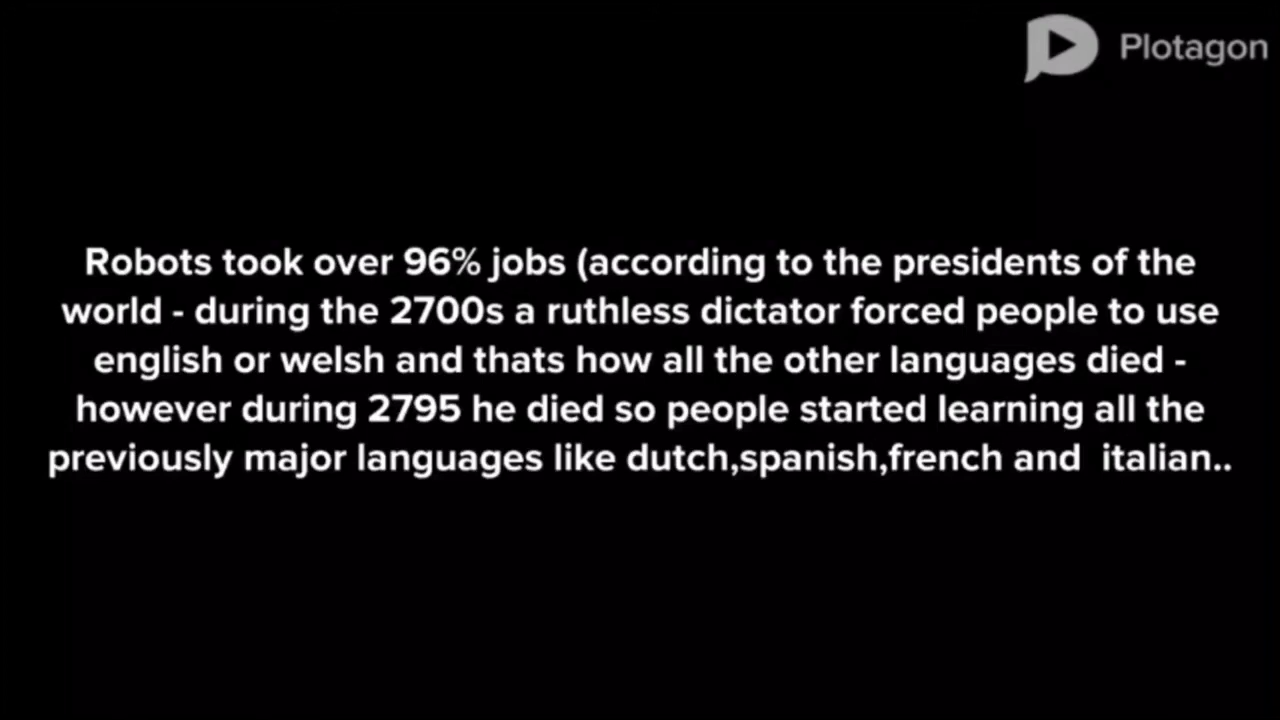 Plotagon
Robots took over 96% jobs (according to the presidents of the
world - during the 2700s a ruthless dictator forced people to use
english or welsh and thats how all the other languages died -
however during 2795 he died so people started learning all the
previously major languages like dutch,spanish,french and  italian..